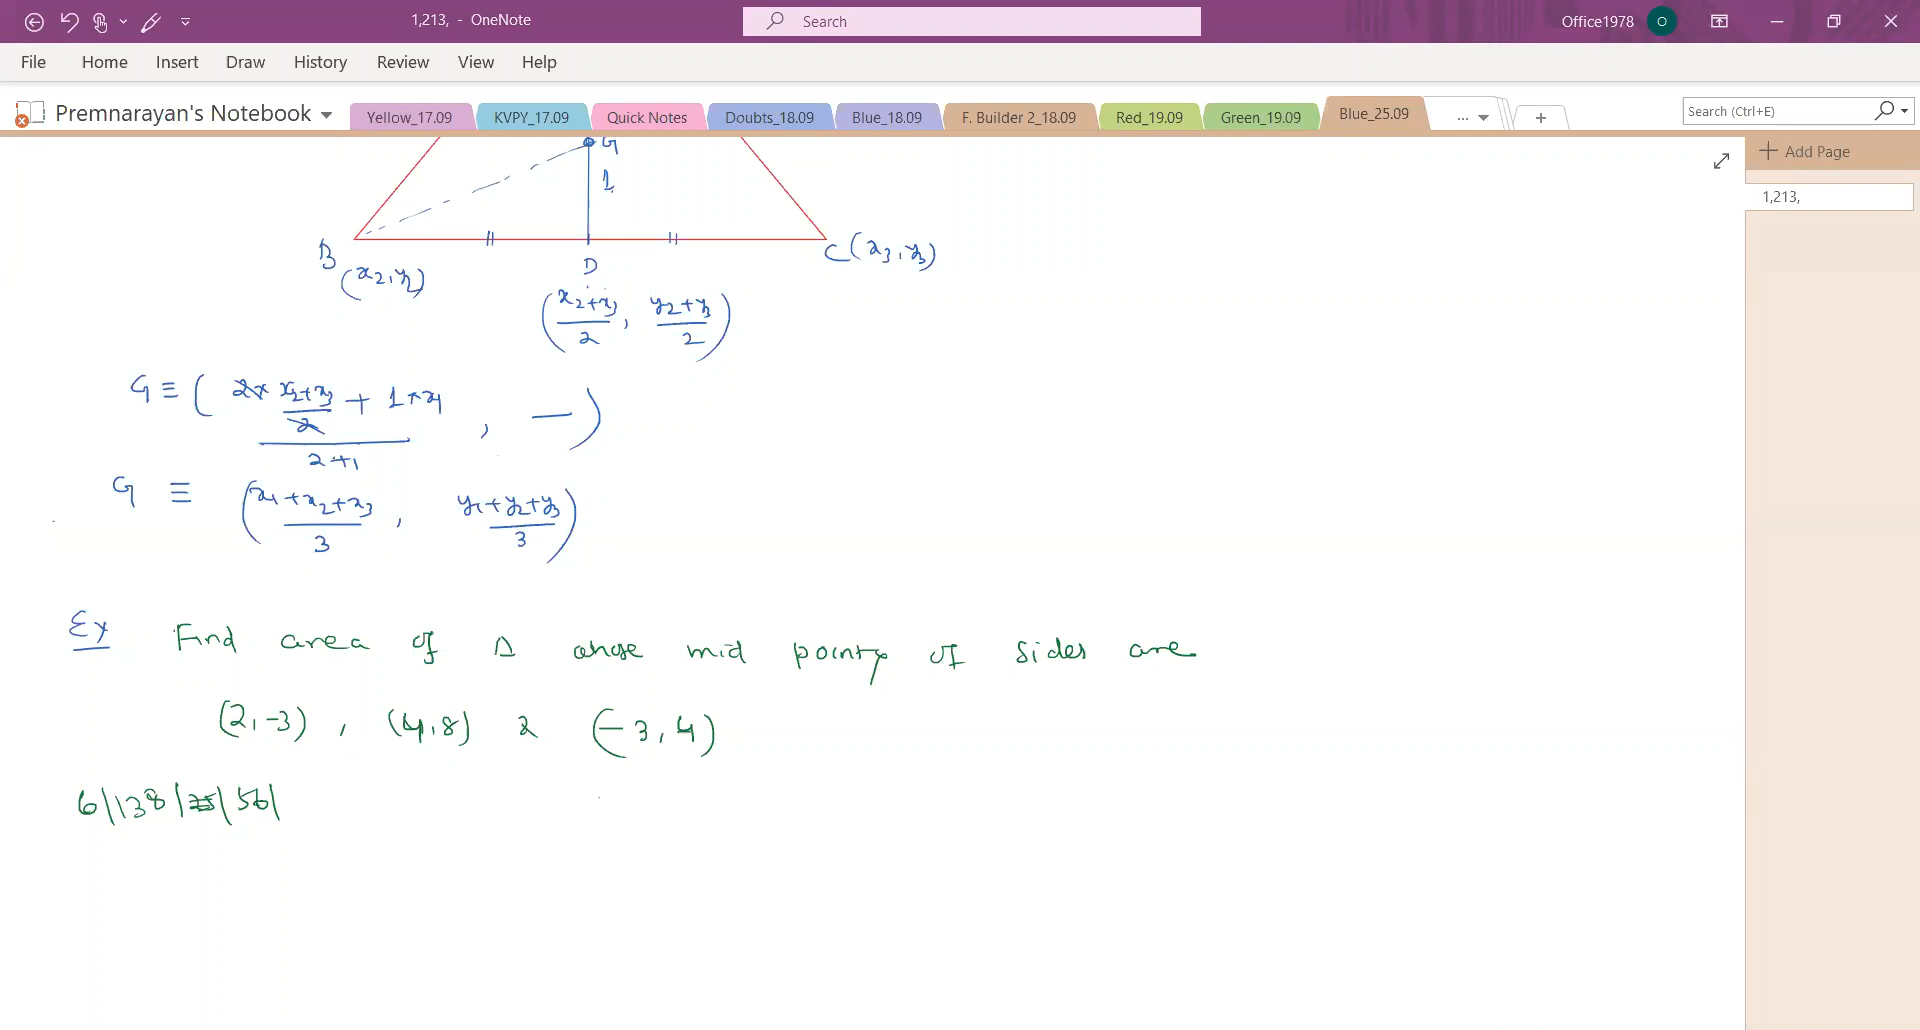 1,213, - OneNote
Search
Office1978
O
File Home Insert Draw History Review View Help
Premnarayan's Notebook
Yellow_17.09 KVPY_17.09 Quick Notes Doubts_18.09 Blue_18.09 F. Builder 2_18.09 Red_19.09 Green_19.09 Blue_25.09 ... +
Search (Ctrl+E)
Add Page
1,213,
G
1
B
(x2, y2)
D
C (x3, y3)
(x2+x3/2, y2+y3/2)
G ≡ (2× x2+x3/2 + 1×x1 / 2+1, —)
G ≡ (x1+x2+x3/3, y1+y2+y3/3)
Ex Find area of Δ whose mid points of sides are
(2,-3), (4,8) & (-3,4)
6|138| |56|